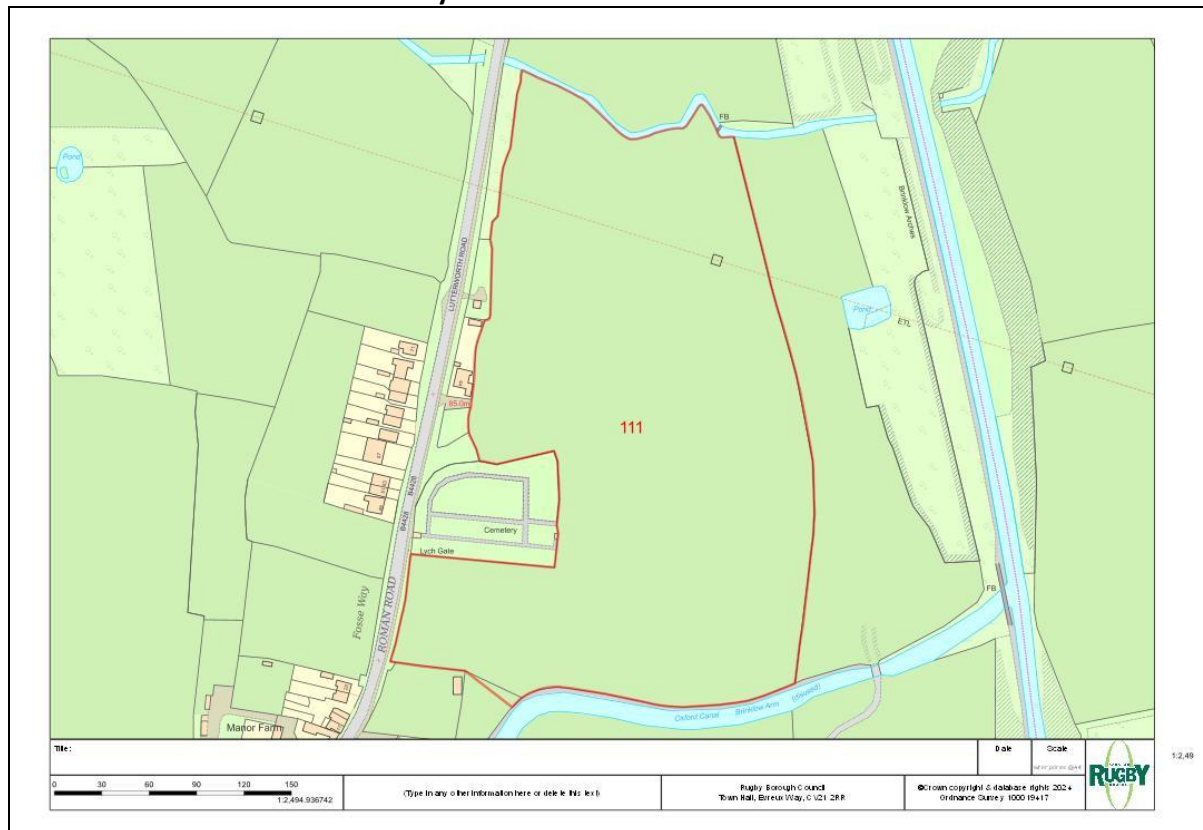 FB
Pond
Brinklow Arches
LUTTERWORTH ROAD
Pond
ETL
85.0m
111
B4428
B4428
Cemetery
Lych Gate
Fosse Way
ROMAN ROAD
FB
Oxford Canal Brinklow Arm (disused)
Manor Farm
Title:
Date
Scale
0 30 60 90 120 150
1:2,494.936742
(Type in any other information here or delete this text)
Rugby Borough Council
Town Hall, Evreux Way, CV21 2RR
©Crown copyright & database rights 2024
Ordnance Survey 100019417
RUGBY
1:2,49